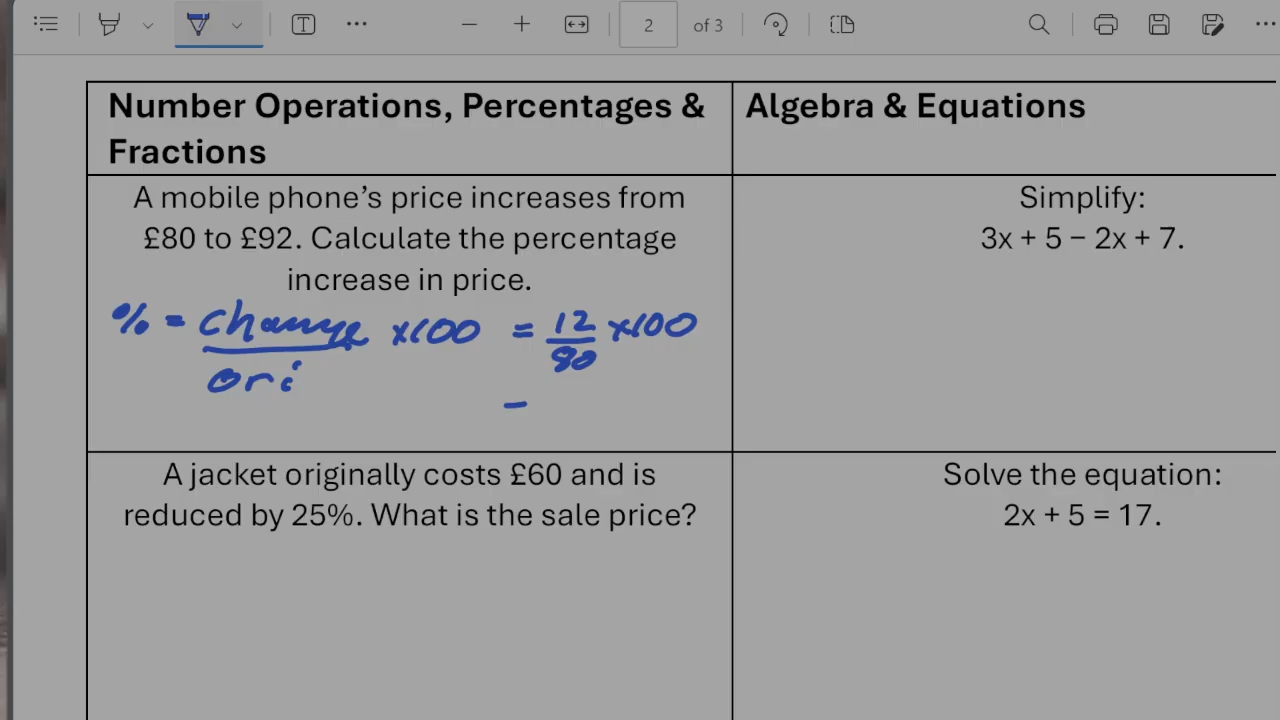 2 of 3
Number Operations, Percentages &
Fractions
A mobile phone's price increases from
£80 to £92. Calculate the percentage
increase in price.
% = change/ori ×100 = 12/80 ×100
=
A jacket originally costs £60 and is
reduced by 25%. What is the sale price?
Algebra & Equations
Simplify:
3x + 5 − 2x + 7.
Solve the equation:
2x + 5 = 17.